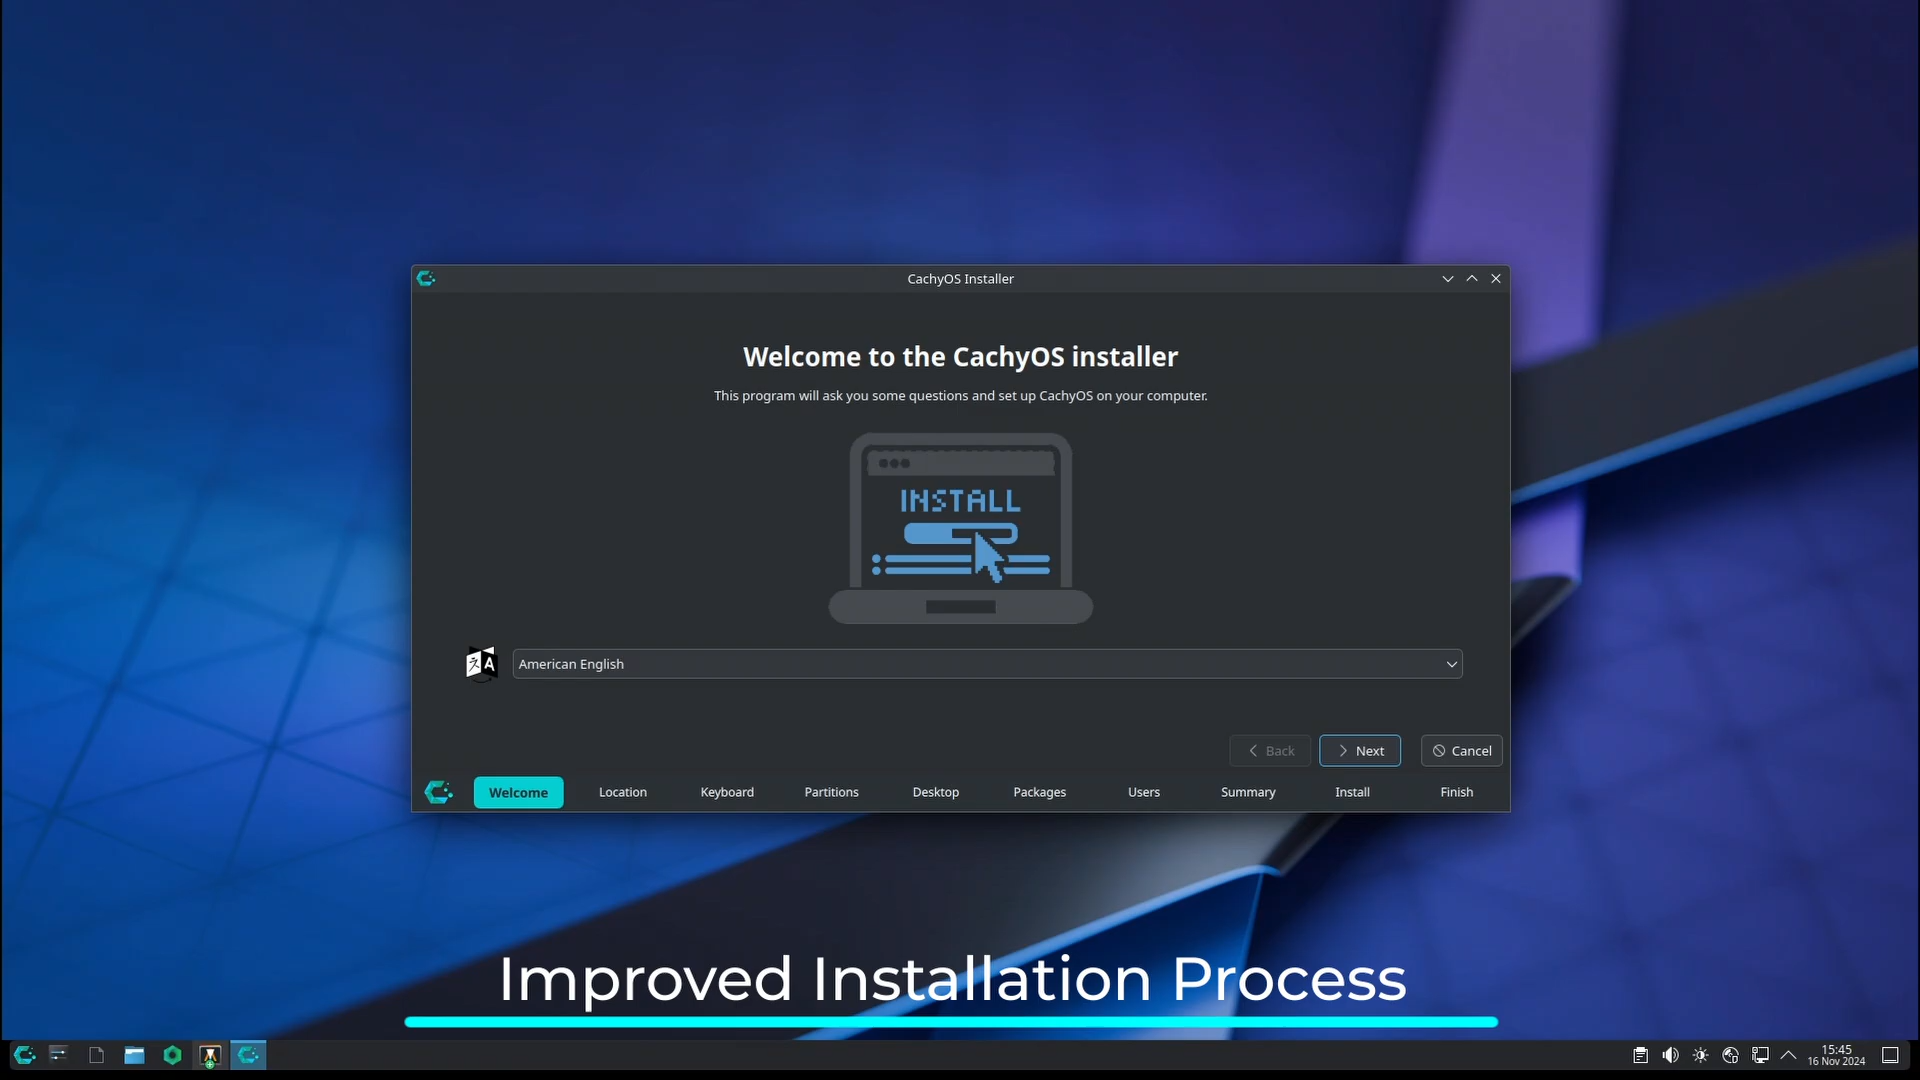 CachyOS Installer
Welcome to the CachyOS installer
This program will ask you some questions and set up CachyOS on your computer.
INSTALL
American English
Back
Next
Cancel
Welcome
Location
Keyboard
Partitions
Desktop
Packages
Users
Summary
Install
Finish
Improved Installation Process
15:45
16 Nov 2024